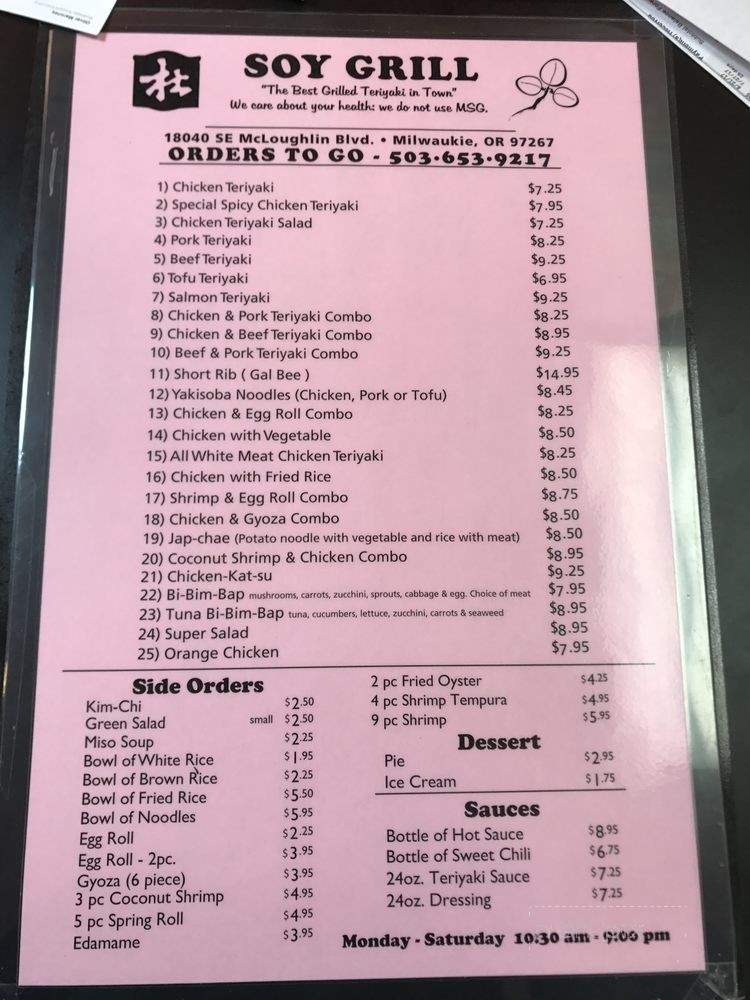 杜
SOY GRILL
"The Best Grilled Teriyaki in Town"
We care about your health: we do not use MSG.
18040 SE McLoughlin Blvd. • Milwaukie, OR 97267
ORDERS TO GO - 503•653•9217
1) Chicken Teriyaki $7.25
2) Special Spicy Chicken Teriyaki $7.95
3) Chicken Teriyaki Salad $7.25
4) Pork Teriyaki $8.25
5) Beef Teriyaki $9.25
6) Tofu Teriyaki $6.95
7) Salmon Teriyaki $9.25
8) Chicken & Pork Teriyaki Combo $8.25
9) Chicken & Beef Teriyaki Combo $8.95
10) Beef & Pork Teriyaki Combo $9.25
11) Short Rib ( Gal Bee ) $14.95
12) Yakisoba Noodles (Chicken, Pork or Tofu) $8.45
13) Chicken & Egg Roll Combo $8.25
14) Chicken with Vegetable $8.50
15) All White Meat Chicken Teriyaki $8.25
16) Chicken with Fried Rice $8.50
17) Shrimp & Egg Roll Combo $8.75
18) Chicken & Gyoza Combo $8.50
19) Jap-chae (Potato noodle with vegetable and rice with meat) $8.50
20) Coconut Shrimp & Chicken Combo $8.95
21) Chicken-Kat-su $9.25
22) Bi-Bim-Bap mushrooms, carrots, zucchini, sprouts, cabbage & egg. Choice of meat $7.95
23) Tuna Bi-Bim-Bap tuna, cucumbers, lettuce, zucchini, carrots & seaweed $8.95
24) Super Salad $8.95
25) Orange Chicken $7.95
Side Orders
Kim-Chi $2.50
Green Salad small $2.50
Miso Soup $2.25
Bowl of White Rice $1.95
Bowl of Brown Rice $2.25
Bowl of Fried Rice $5.50
Bowl of Noodles $5.95
Egg Roll $2.25
Egg Roll - 2pc. $3.95
Gyoza (6 piece) $3.95
3 pc Coconut Shrimp $4.95
5 pc Spring Roll $4.95
Edamame $3.95
2 pc Fried Oyster $4.25
4 pc Shrimp Tempura $4.95
9 pc Shrimp $5.95
Dessert
Pie $2.95
Ice Cream $1.75
Sauces
Bottle of Hot Sauce $8.95
Bottle of Sweet Chili $6.75
24oz. Teriyaki Sauce $7.25
24oz. Dressing $7.25
Monday - Saturday 10:30 am - 9:00 pm